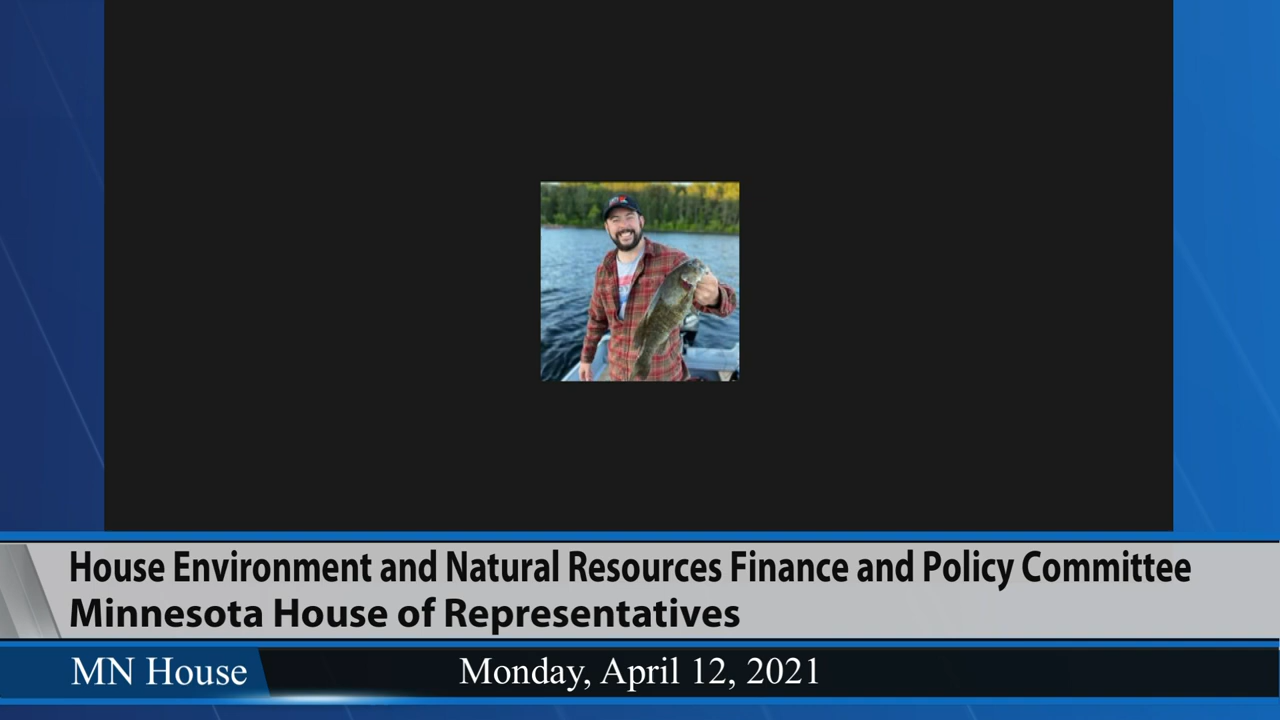 House Environment and Natural Resources Finance and Policy Committee
Minnesota House of Representatives
MN House
Monday, April 12, 2021